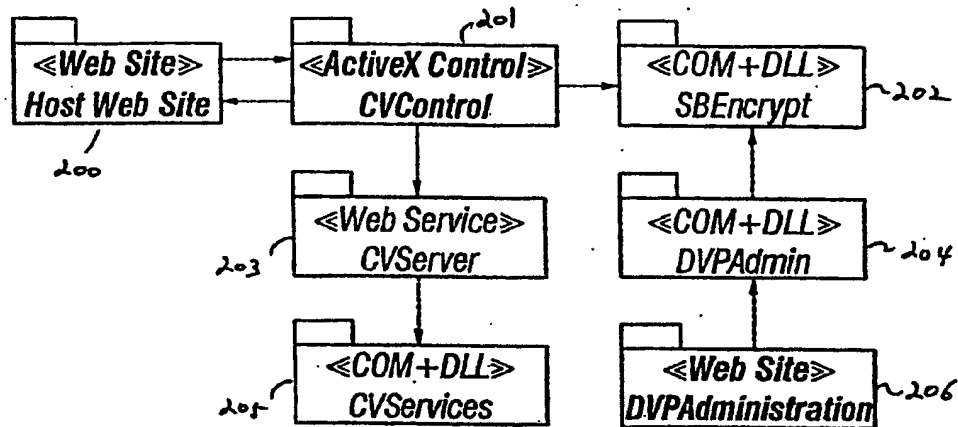 201
≪Web Site≫
Host Web Site
200
≪ActiveX Control≫
CVControl
≪COM+DLL≫
SBEncrypt
202
≪Web Service≫
CVServer
203
≪COM+DLL≫
DVPAdmin
204
≪COM+DLL≫
CVServices
205
≪Web Site≫
DVPAdministration
206